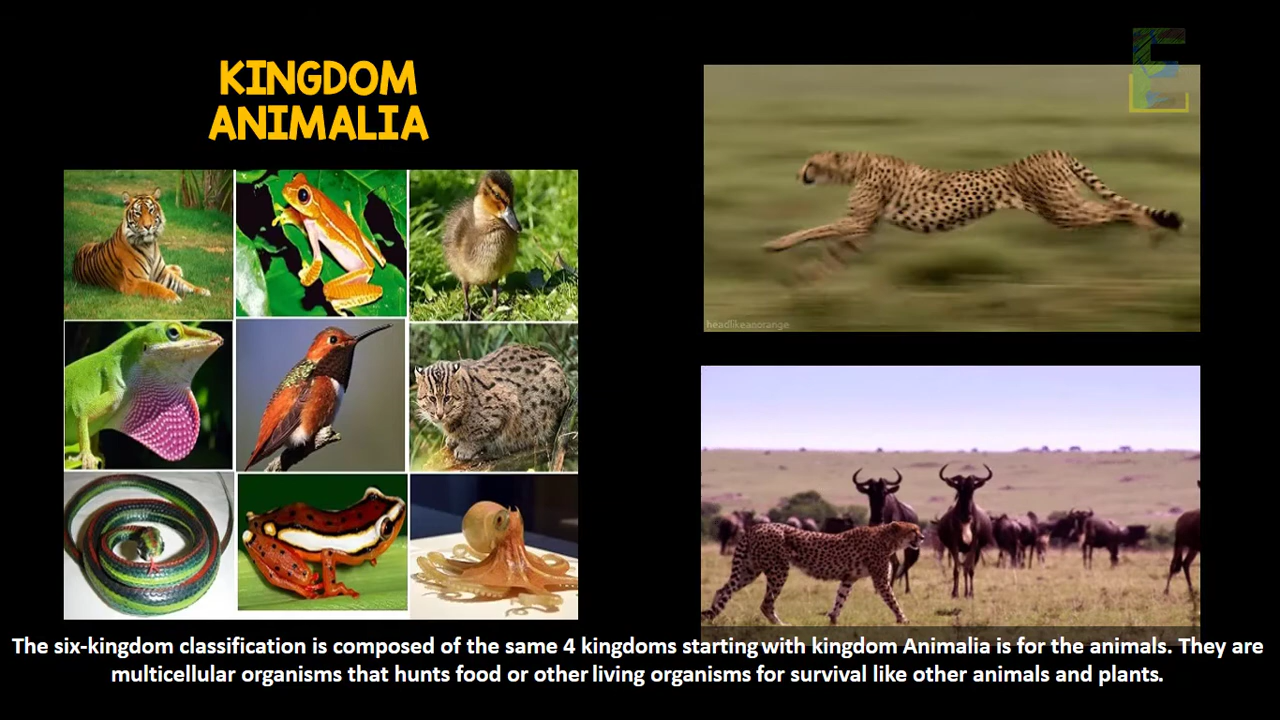 KINGDOM
ANIMALIA
headlikeanorange
The six-kingdom classification is composed of the same 4 kingdoms starting with kingdom Animalia is for the animals. They are
multicellular organisms that hunts food or other living organisms for survival like other animals and plants.